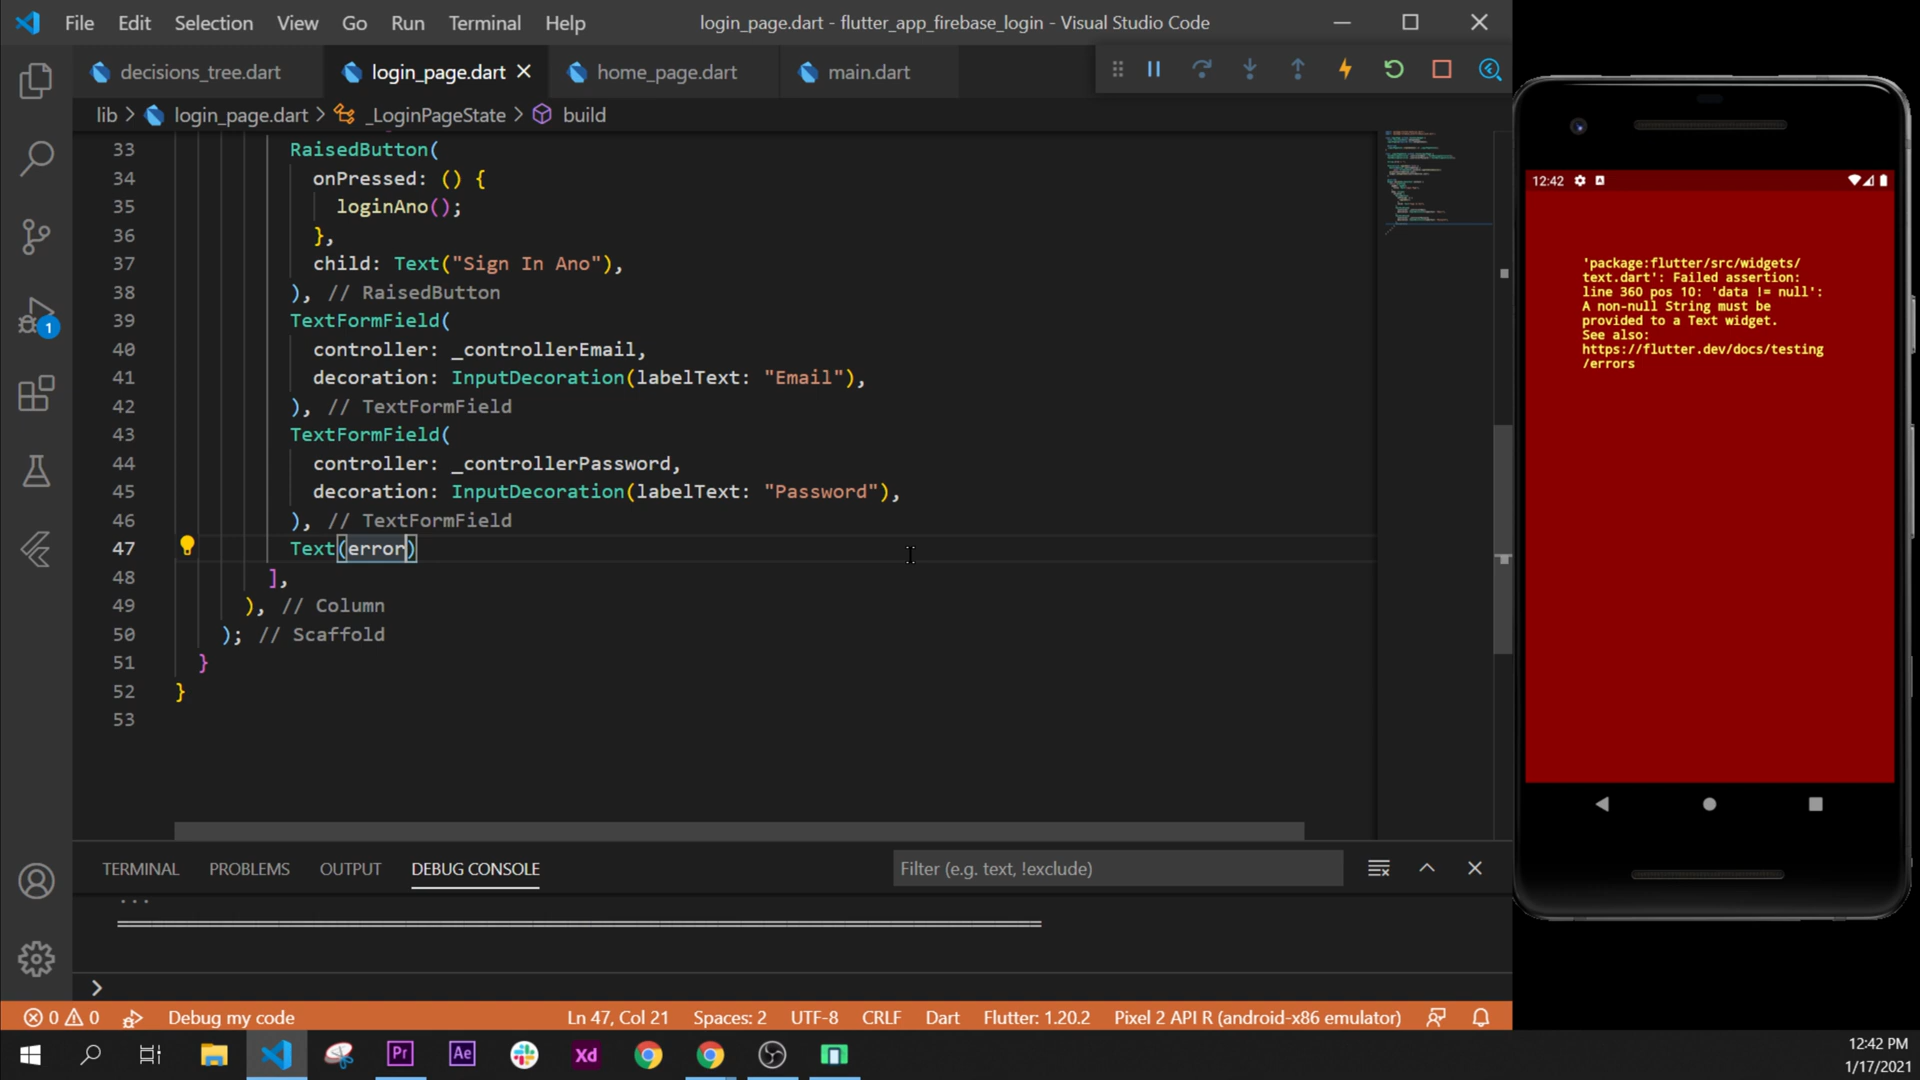 File Edit Selection View Go Run Terminal Help login_page.dart - flutter_app_firebase_login - Visual Studio Code
decisions_tree.dart login_page.dart home_page.dart main.dart
lib > login_page.dart > _LoginPageState > build
33 RaisedButton(
34 onPressed: () {
35 loginAno();
36 },
37 child: Text("Sign In Ano"),
38 ), // RaisedButton
39 TextFormField(
40 controller: _controllerEmail,
41 decoration: InputDecoration(labelText: "Email"),
42 ), // TextFormField
43 TextFormField(
44 controller: _controllerPassword,
45 decoration: InputDecoration(labelText: "Password"),
46 ), // TextFormField
47 Text(error)
48 ],
49 ), // Column
50 ); // Scaffold
51 }
52 }
53
1
TERMINAL PROBLEMS OUTPUT DEBUG CONSOLE Filter (e.g. text, !exclude)
...
════════════════════════════════════════
>
0 0 Debug my code Ln 47, Col 21 Spaces: 2 UTF-8 CRLF Dart Flutter: 1.20.2 Pixel 2 API R (android-x86 emulator)
Pr Ae Xd
12:42 PM
1/17/2021
12:42
'package:flutter/src/widgets/
text.dart': Failed assertion:
line 360 pos 10: 'data != null':
A non-null String must be
provided to a Text widget.
See also:
https://flutter.dev/docs/testing
/errors